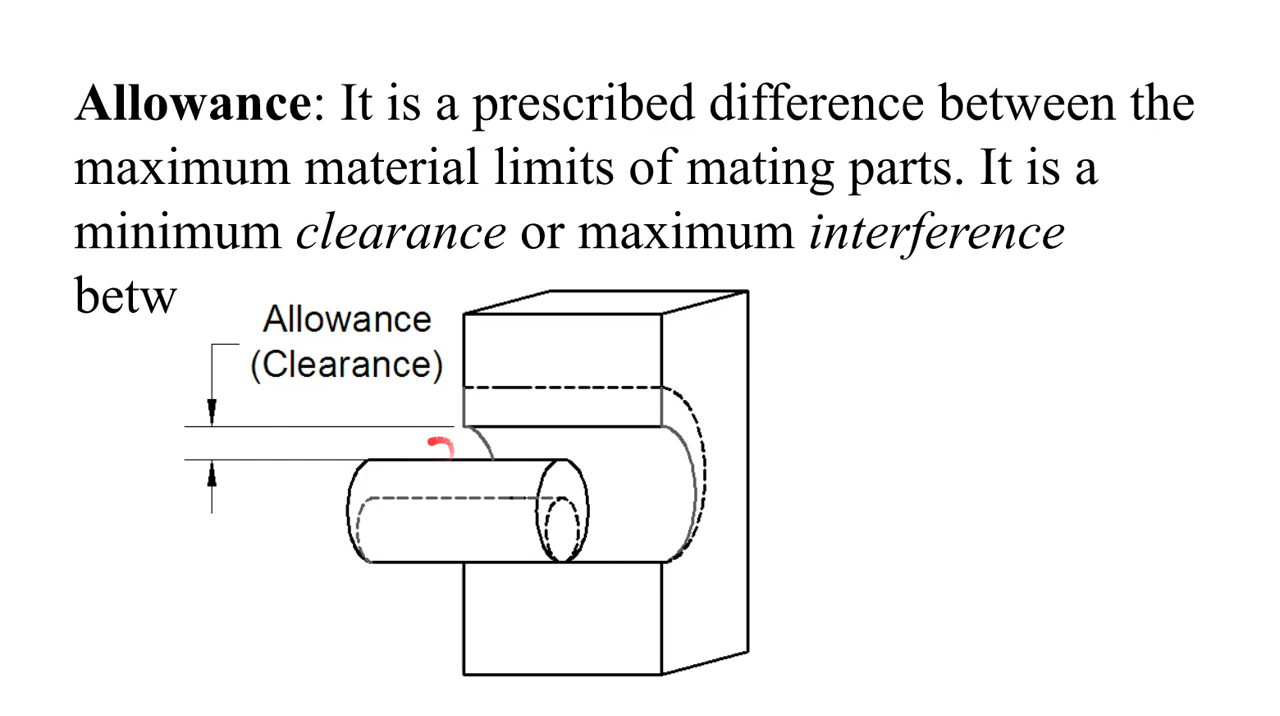 Allowance: It is a prescribed difference between the
maximum material limits of mating parts. It is a
minimum clearance or maximum interference
betw
Allowance
(Clearance)